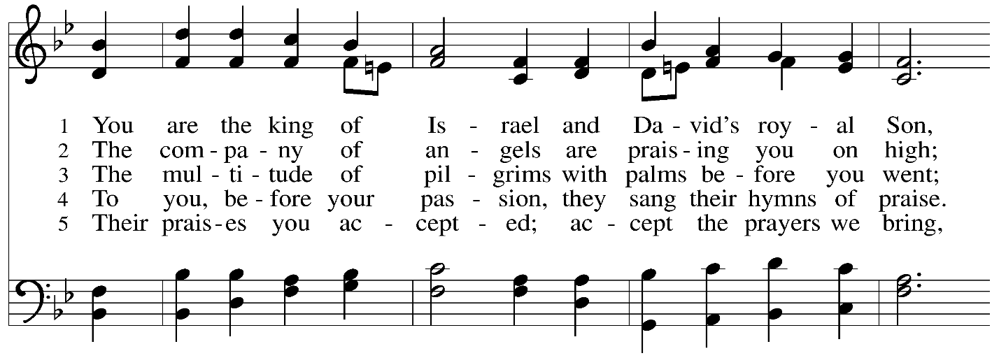 1 You are the king of Is - rael and Da - vid's roy - al Son,
2 The com - pa - ny of an - gels are prais - ing you on high;
3 The mul - ti - tude of pil - grims with palms be - fore you went;
4 To you, be - fore your pas - sion, they sang their hymns of praise.
5 Their prais - es you ac - cept - ed; ac - cept the prayers we bring,